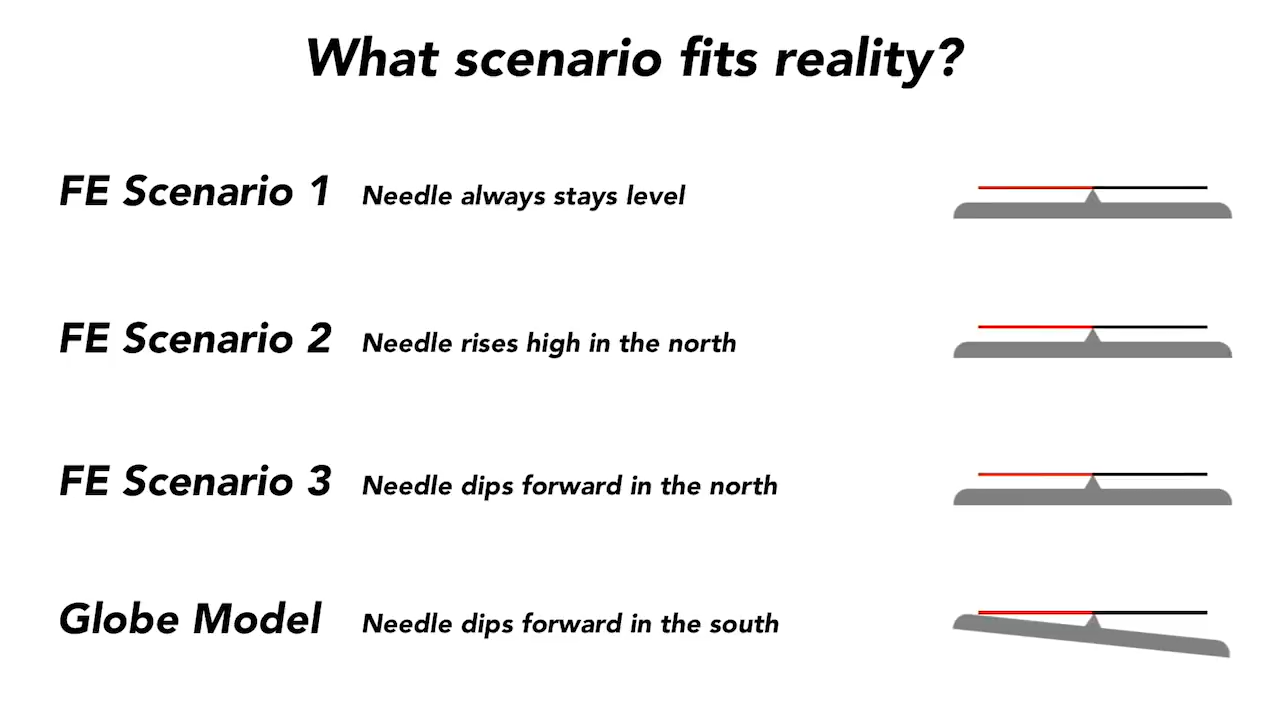 What scenario fits reality?
FE Scenario 1 Needle always stays level
FE Scenario 2 Needle rises high in the north
FE Scenario 3 Needle dips forward in the north
Globe Model Needle dips forward in the south